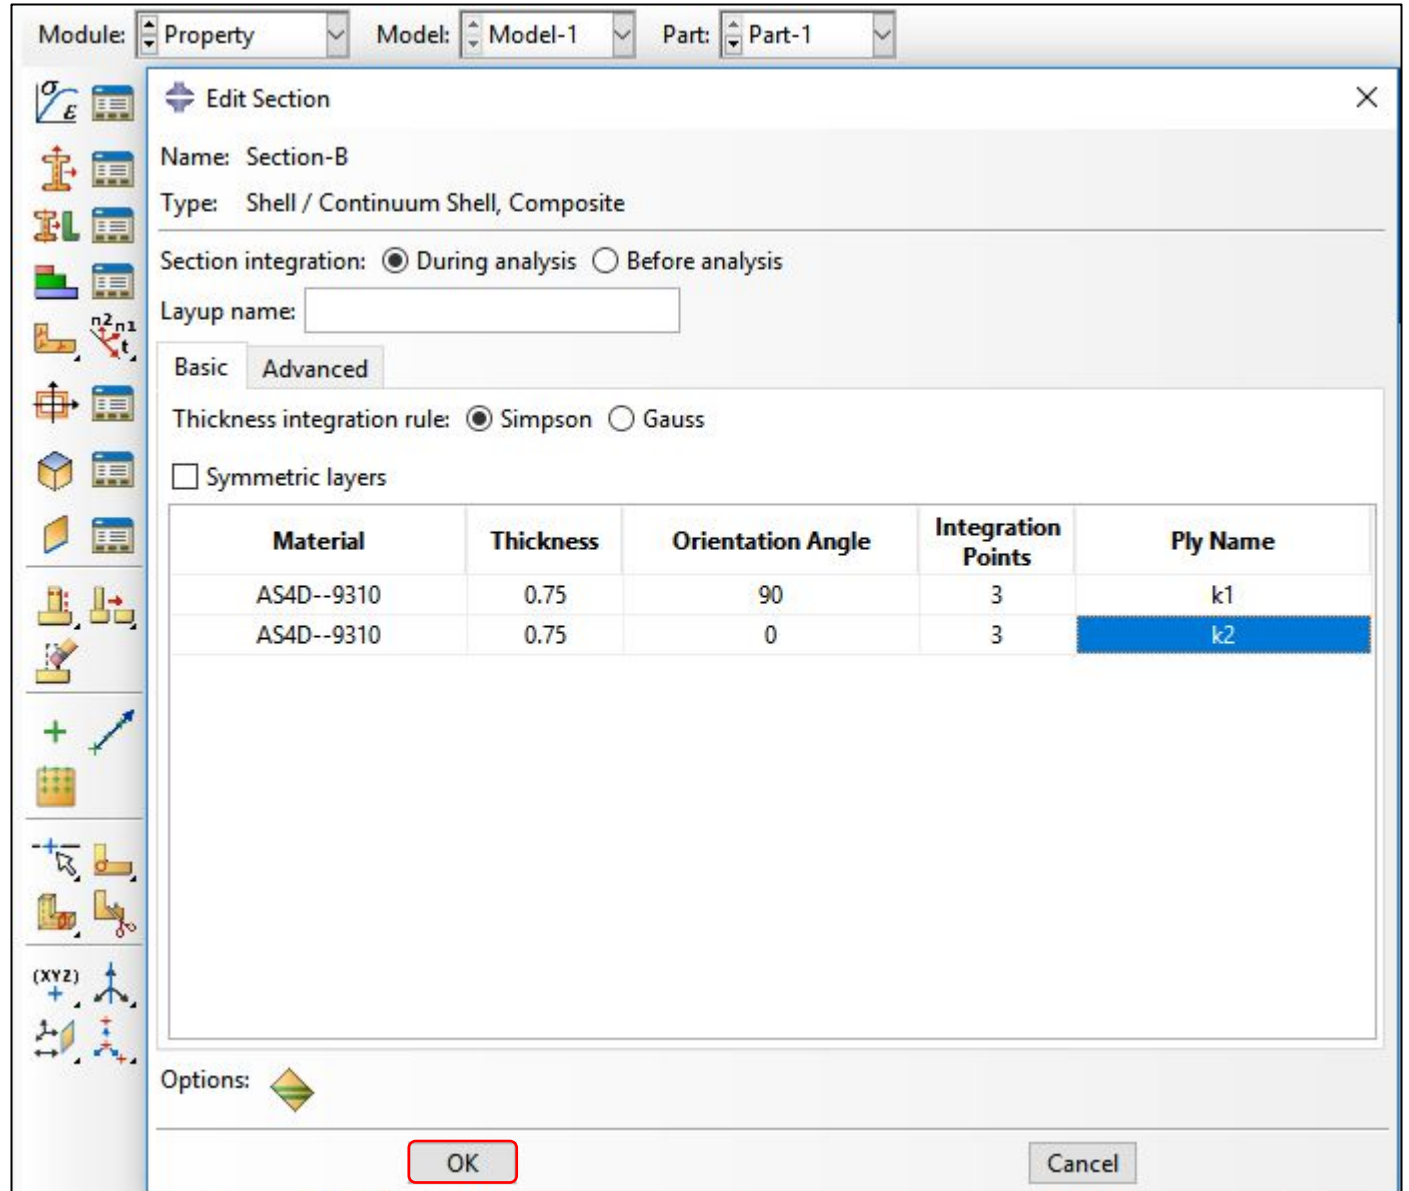 Module: Property Model: Model-1 Part: Part-1
σ ε
Edit Section
Name: Section-B
Type: Shell / Continuum Shell, Composite
Section integration: During analysis Before analysis
Layup name:
n2 n1
t
Basic Advanced
Thickness integration rule: Simpson Gauss
Symmetric layers
Material Thickness Orientation Angle Integration Points Ply Name
AS4D--9310 0.75 90 3 k1
AS4D--9310 0.75 0 3 k2
(XYZ)
Options:
OK Cancel